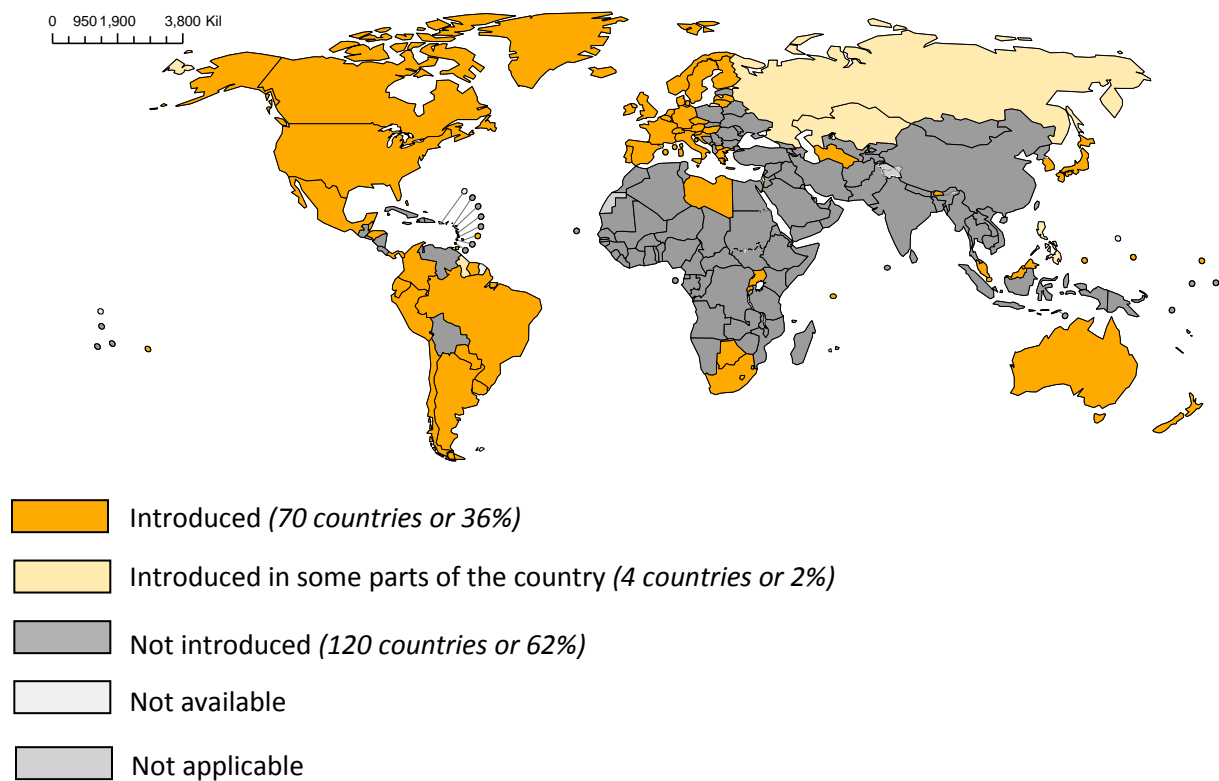 0 950 1,900 3,800 Kil
Introduced (70 countries or 36%)
Introduced in some parts of the country (4 countries or 2%)
Not introduced (120 countries or 62%)
Not available
Not applicable